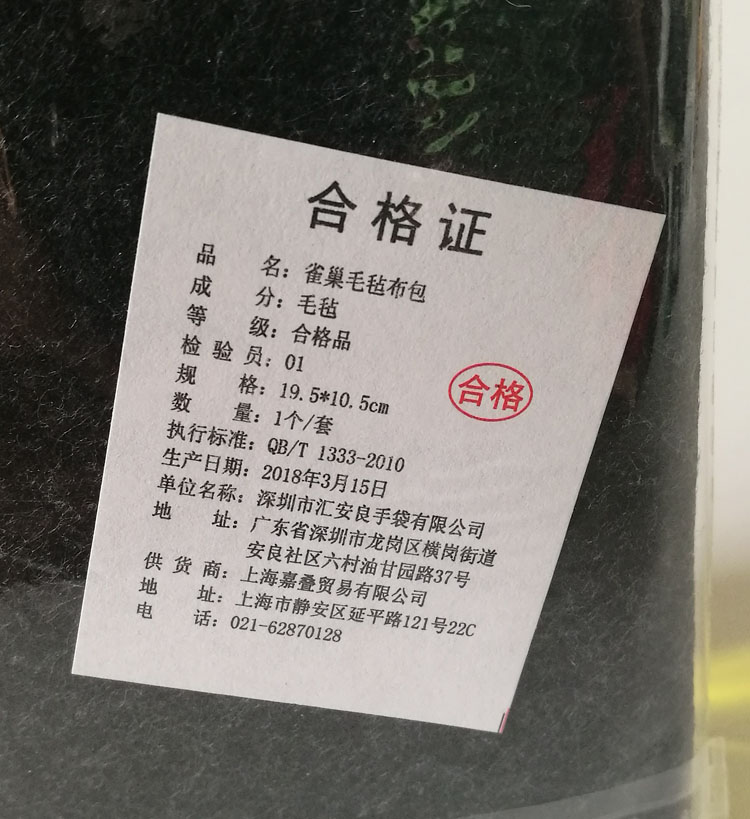 合格证
品名：雀巢毛毡布包
成分：毛毡
等级：合格品
检验员：01
规格：19.5*10.5cm
合格
数量：1个/套
执行标准：QB/T 1333-2010
生产日期：2018年3月15日
单位名称：深圳市汇安良手袋有限公司
地址：广东省深圳市龙岗区横岗街道
安良社区六村油甘园路37号
供货商：上海嘉叠贸易有限公司
地址：上海市静安区延平路121号22C
电话：021-62870128